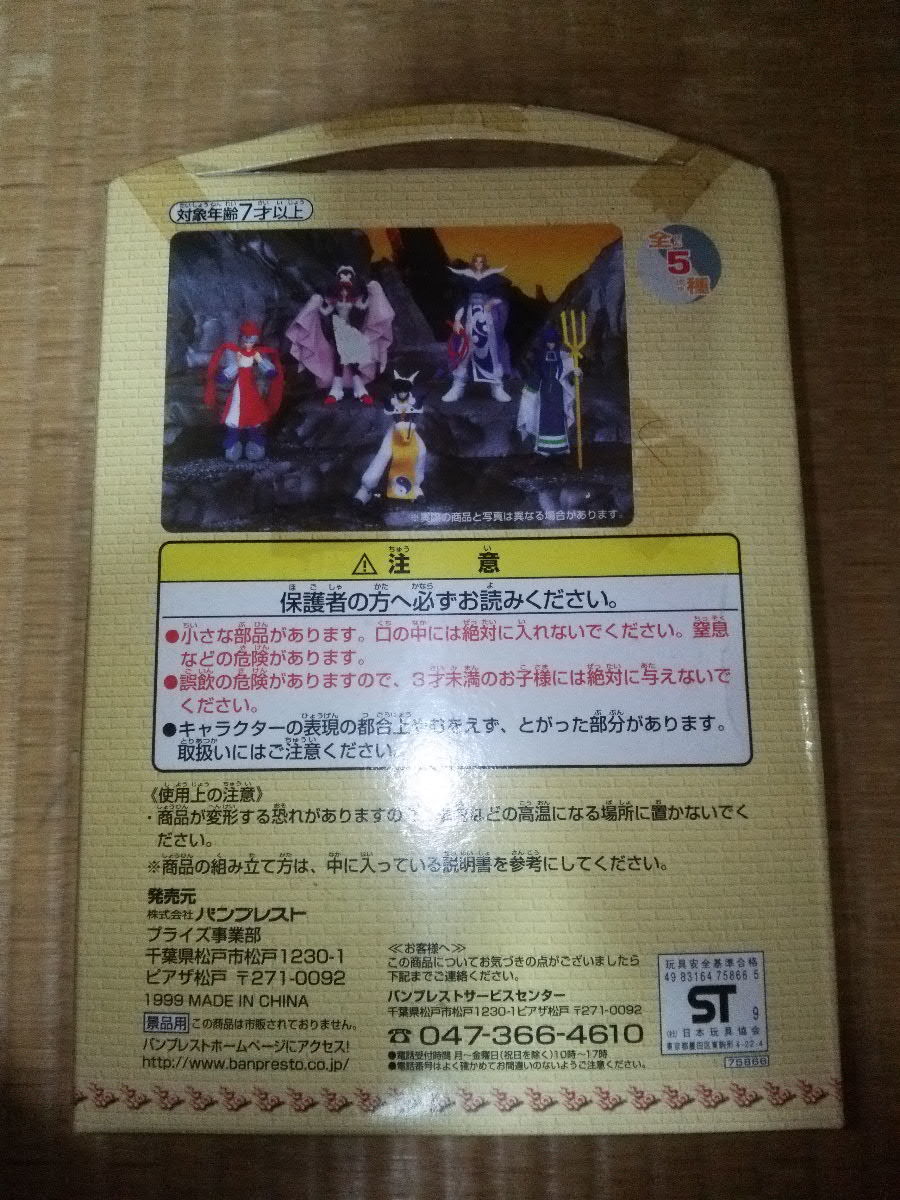 対象年齢7才以上
全5種
※実際の商品と写真は異なる場合があります。
注意
保護者の方へ必ずお読みください。
●小さな部品があります。口の中には絶対に入れないでください。窒息
などの危険があります。
●誤飲の危険がありますので、3才未満のお子様には絶対に与えないで
ください。
●キャラクターの表現の都合上やむをえず、とがった部分があります。
取扱いにはご注意ください。
《使用上の注意》
・商品が変形する恐れがありますので などの高温になる場所に置かないでく
ださい。
※商品の組み立て方は、中に入っている説明書を参考にしてください。
発売元
株式会社バンプレスト
プライズ事業部
千葉県松戸市松戸1230-1
ピアザ松戸 〒271-0092
1999 MADE IN CHINA
景品用 この商品は市販されておりません。
バンプレストホームページにアクセス!
http://www.banpresto.co.jp/
≪お客様へ≫
この商品についてお気づきの点がございましたら
下記までご連絡ください。
バンプレストサービスセンター
千葉県松戸市松戸1230-1ピアザ松戸 〒271-0092
☎047-366-4610
●電話受付時間 月〜金曜日(祝日を除く)10時〜17時
●電話番号はよく確かめてお間違いのないようご注意ください。
玩具安全基準合格
49 83164 75866 5
ST
9
(社)日本玩具協会
東京都墨田区東駒形4-22-4
75866